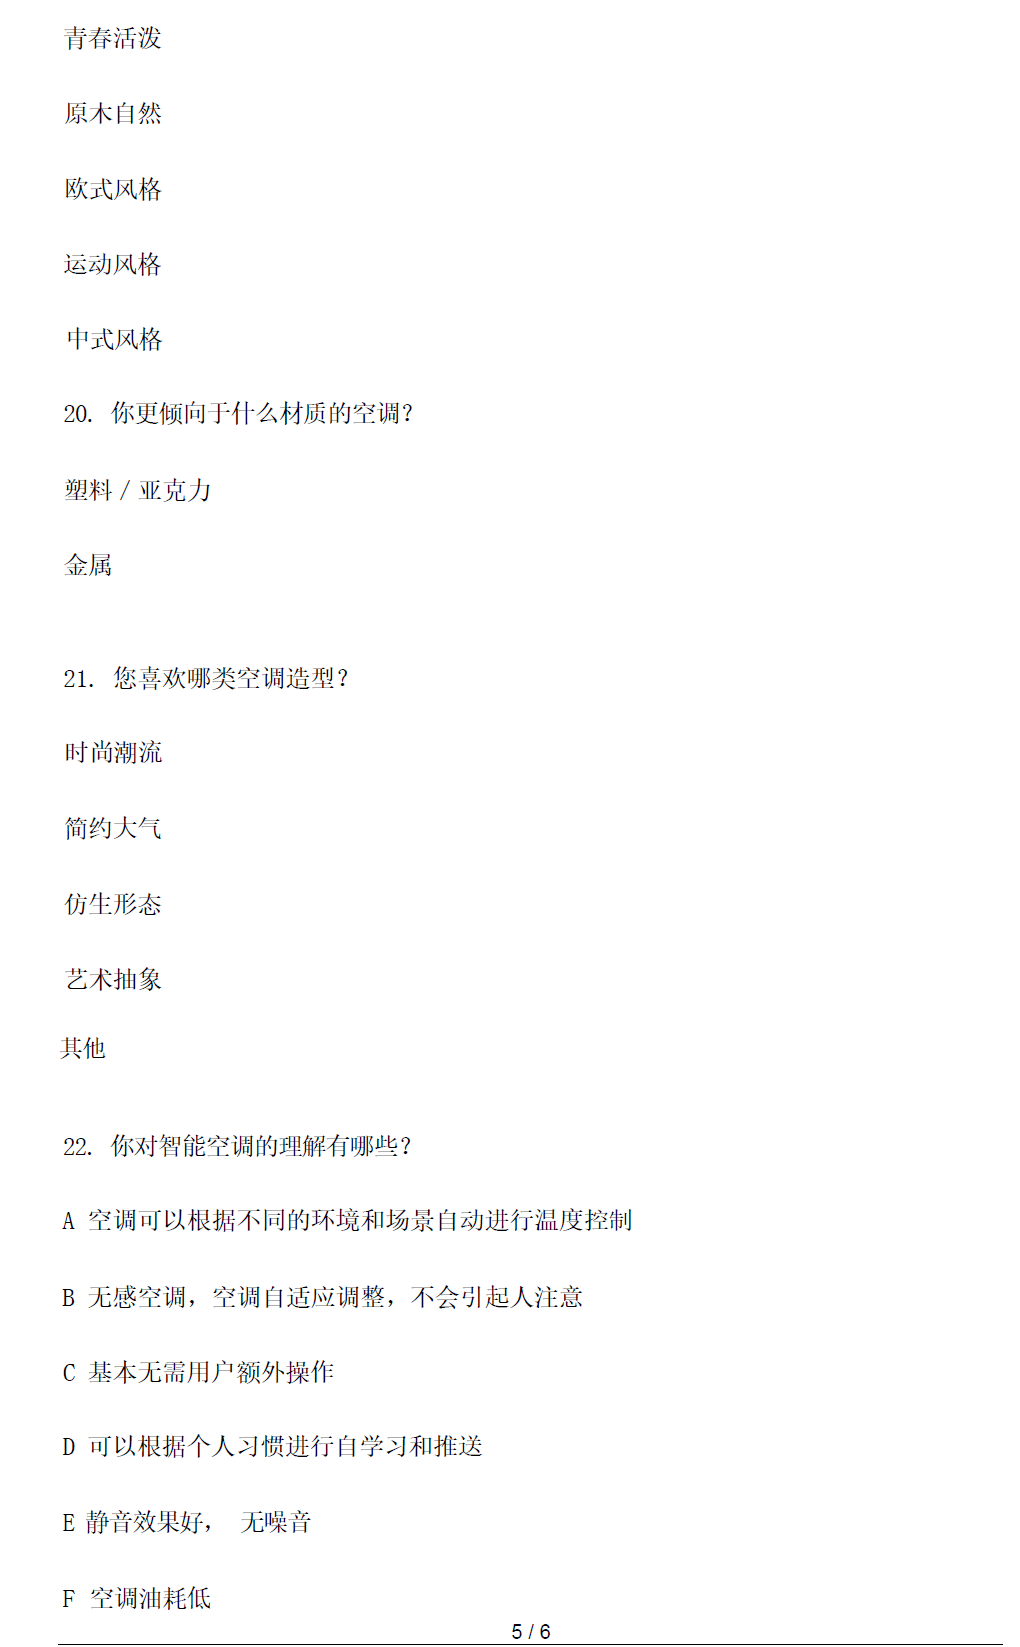 青春活泼
原木自然
欧式风格
运动风格
中式风格
20. 你更倾向于什么材质的空调？
塑料 / 亚克力
金属
21. 您喜欢哪类空调造型？
时尚潮流
简约大气
仿生形态
艺术抽象
其他
22. 你对智能空调的理解有哪些？
A 空调可以根据不同的环境和场景自动进行温度控制
B 无感空调，空调自适应调整，不会引起人注意
C 基本无需用户额外操作
D 可以根据个人习惯进行自学习和推送
E 静音效果好， 无噪音
F 空调油耗低
5 / 6